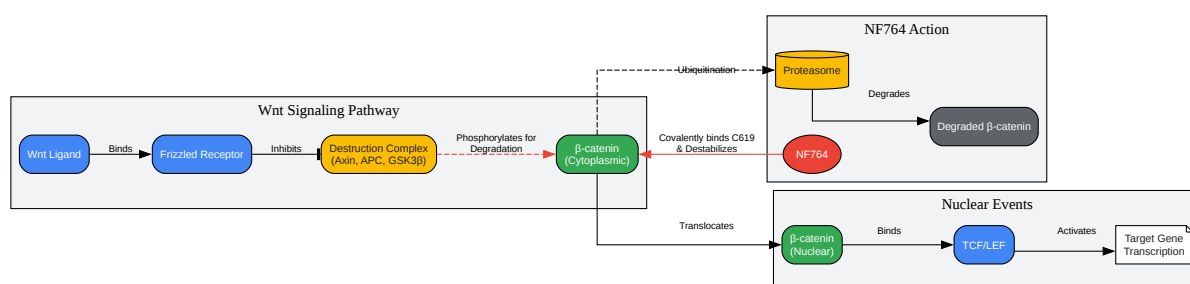 NF764 Action
Ubiquitination
Proteasome
Degrades
Degraded β-catenin
Wnt Signaling Pathway
Wnt Ligand
Binds
Frizzled Receptor
Inhibits
Destruction Complex
(Axin, APC, GSK3β)
Phosphorylates for
Degradation
β-catenin
(Cytoplasmic)
Covalently binds C619
& Destabilizes
NF764
Nuclear Events
Translocates
β-catenin
(Nuclear)
Binds
TCF/LEF
Activates
Target Gene
Transcription